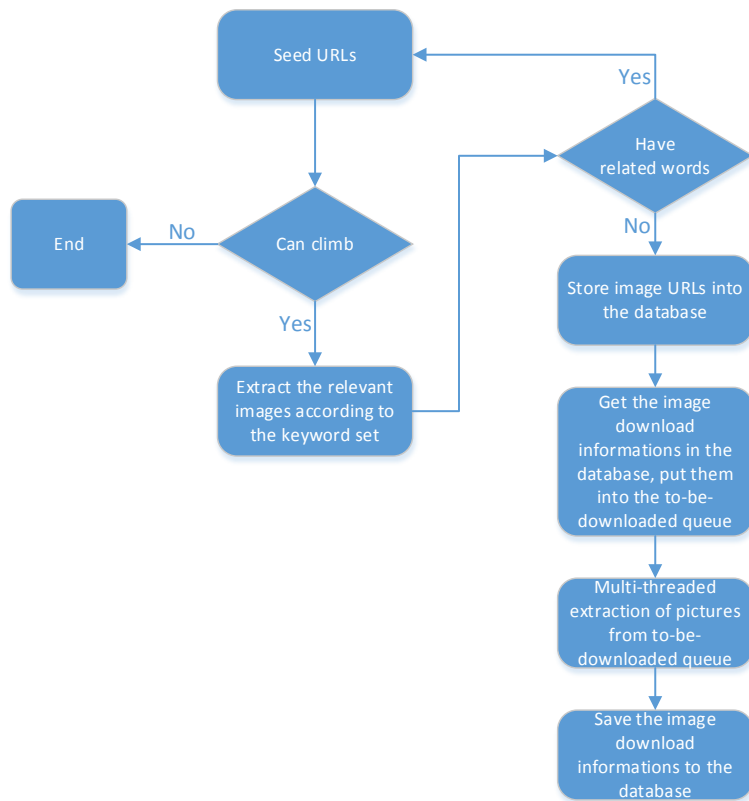 Seed URLs
Yes
Have
related words
No
End
No
Can climb
Yes
Store image URLs into
the database
Extract the relevant
images according to
the keyword set
Get the image
download
informations in the
database, put them
into the to-be-
downloaded queue
Multi-threaded
extraction of pictures
from to-be-
downloaded queue
Save the image
download
informations to the
database